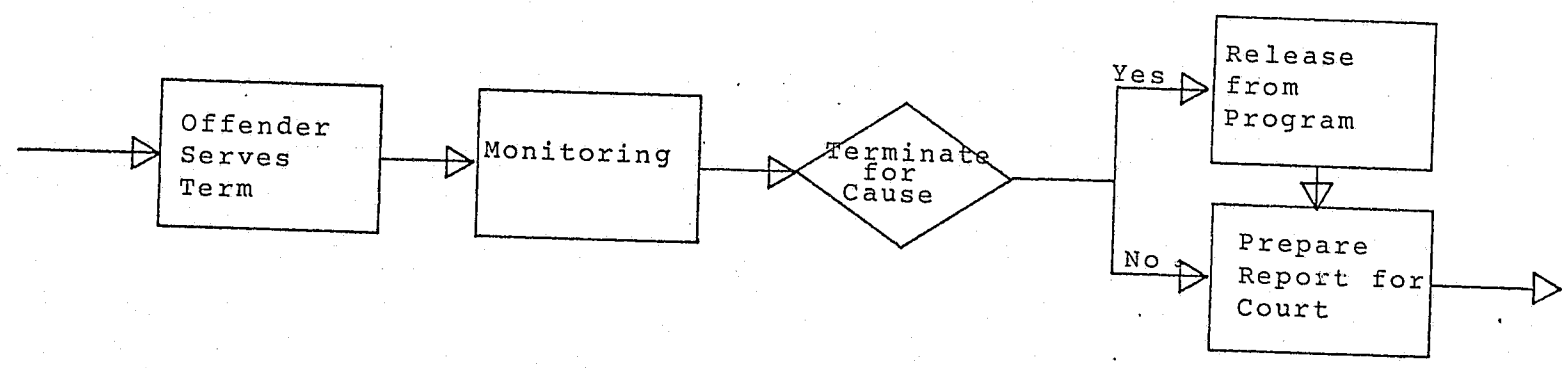 Offender
Serves
Term
Monitoring
Terminate
for
Cause
Yes
Release
from
Program
No
Prepare
Report for
Court